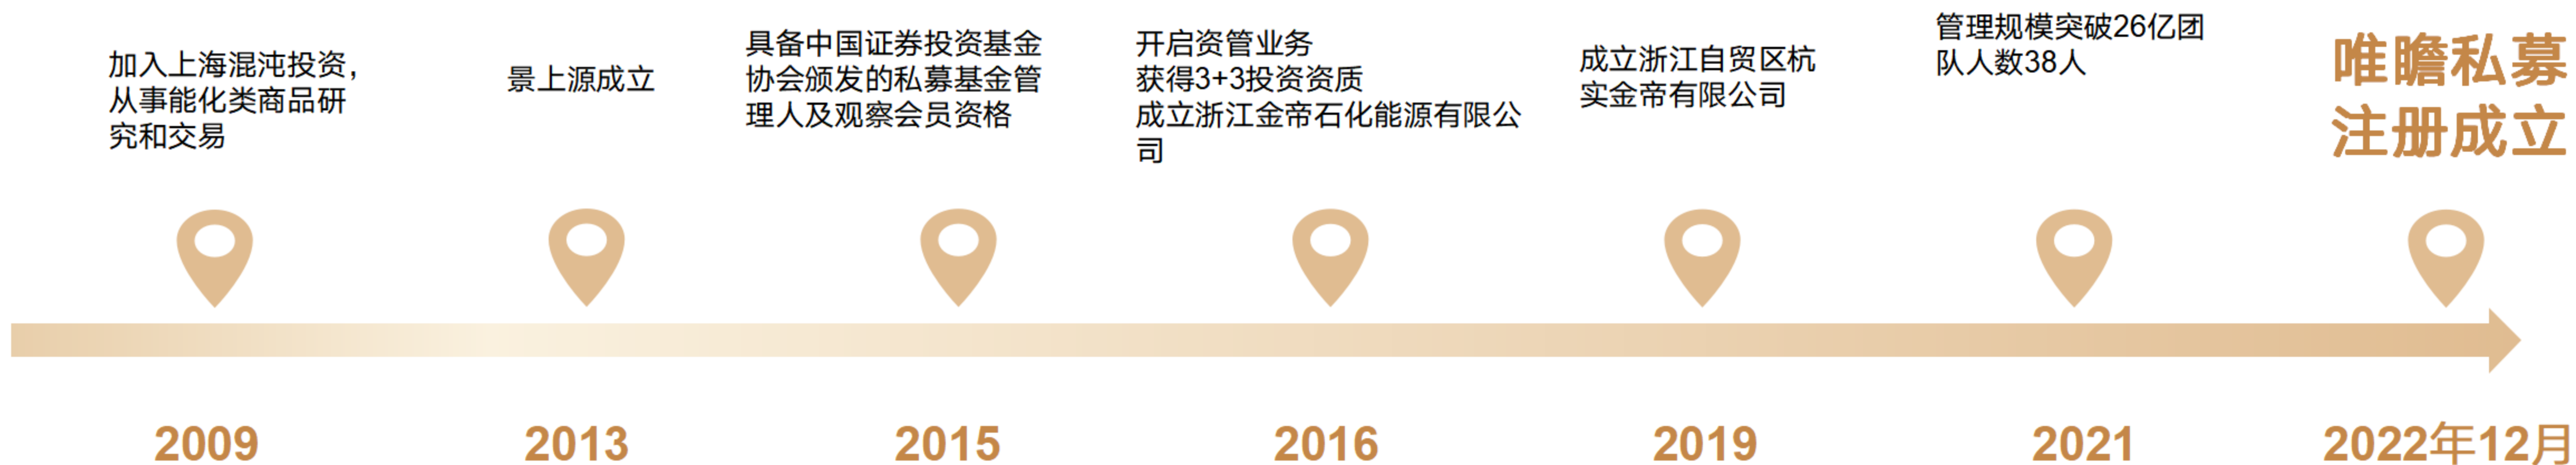 加入上海混沌投资，
从事能化类商品研
究和交易
景上源成立
具备中国证券投资基金
协会颁发的私募基金管
理人及观察会员资格
开启资管业务
获得3+3投资资质
成立浙江金帝石化能源有限公
司
成立浙江自贸区杭
实金帝有限公司
管理规模突破26亿团
队人数38人
唯瞻私募
注册成立
2009
2013
2015
2016
2019
2021
2022年12月